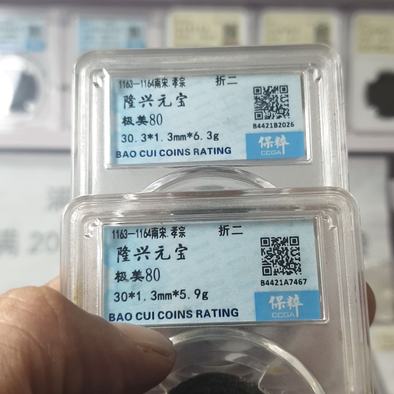 1163—1164南宋.孝宗 折二
隆兴元宝
极美80
30.3*1.3mm*6.3g
B4421B2026
保粹
CCGA
BAO CUI COINS RATING
1163—1164南宋.孝宗 折二
隆兴元宝
极美80
30*1.3mm*5.9g
B4421A7467
保粹
CCGA
BAO CUI COINS RATING